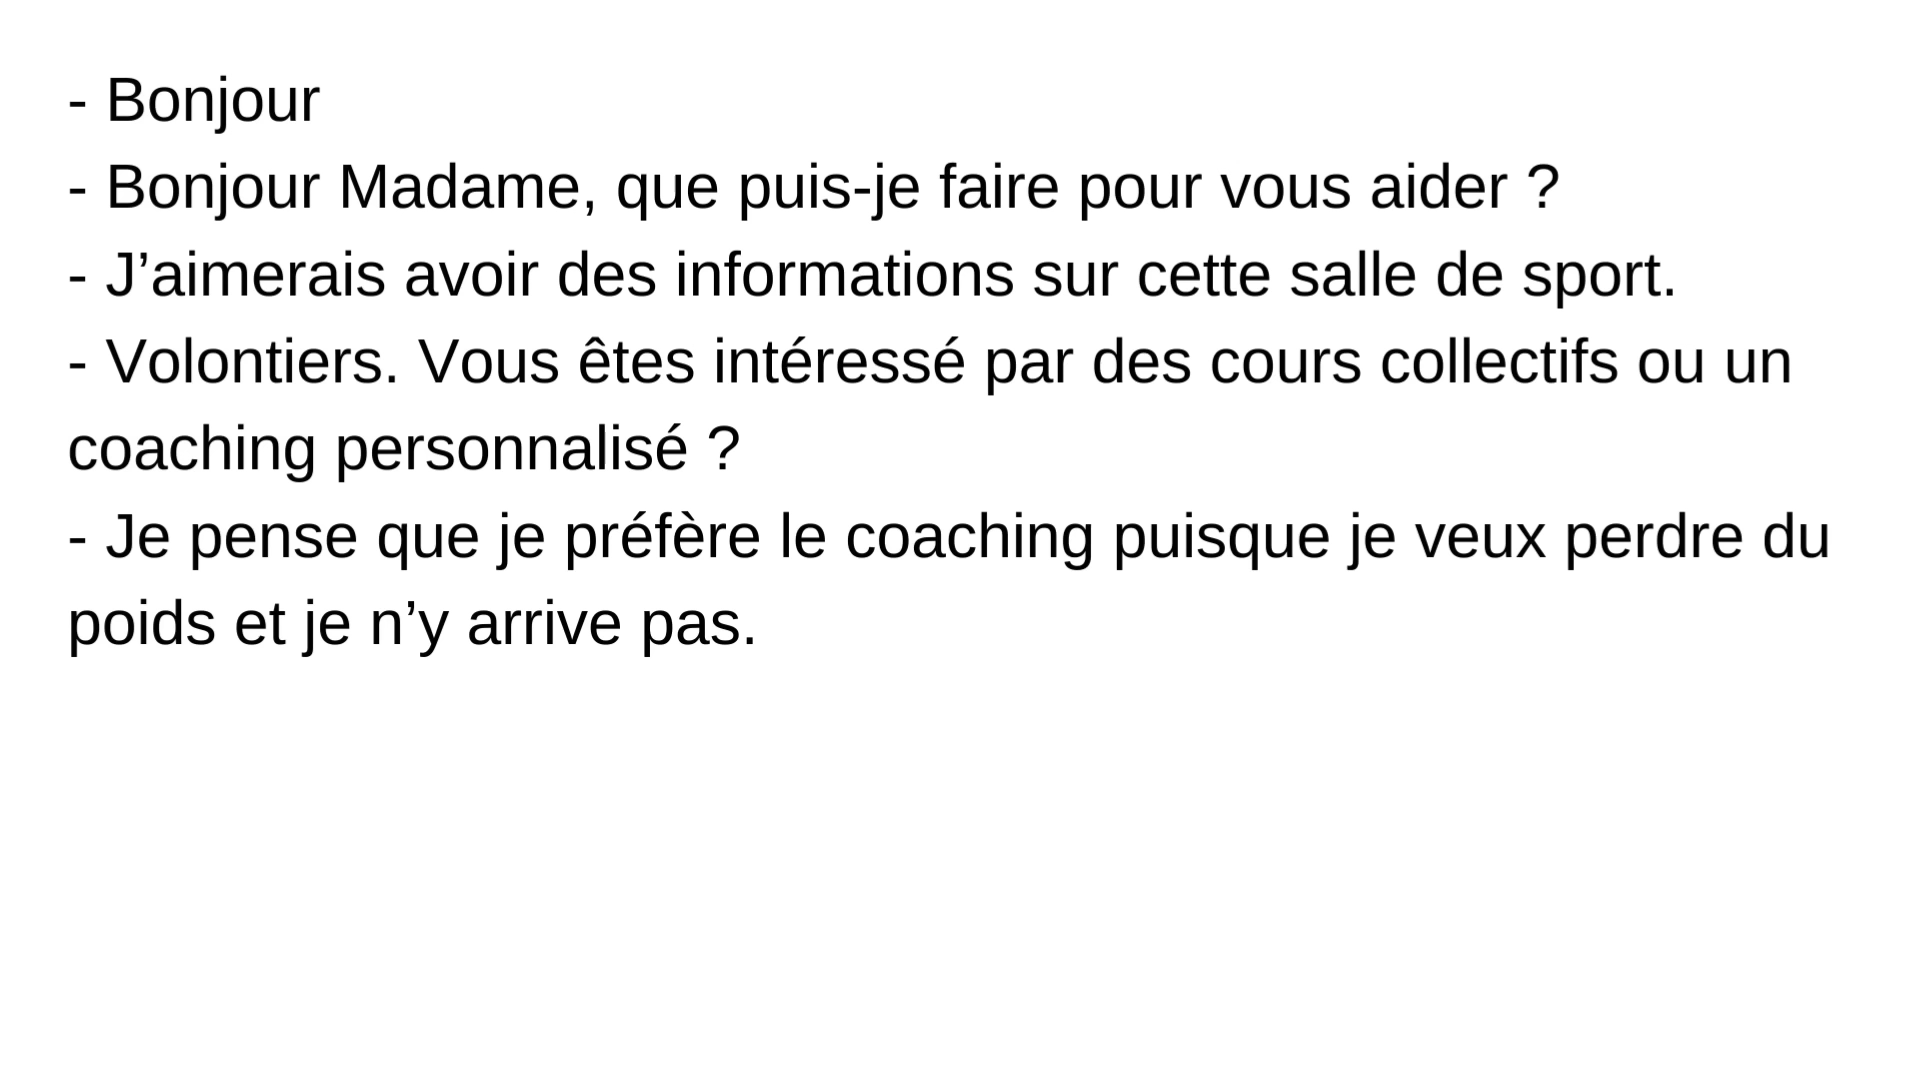 - Bonjour
- Bonjour Madame, que puis-je faire pour vous aider ?
- J’aimerais avoir des informations sur cette salle de sport.
- Volontiers. Vous êtes intéressé par des cours collectifs ou un
coaching personnalisé ?
- Je pense que je préfère le coaching puisque je veux perdre du
poids et je n’y arrive pas.